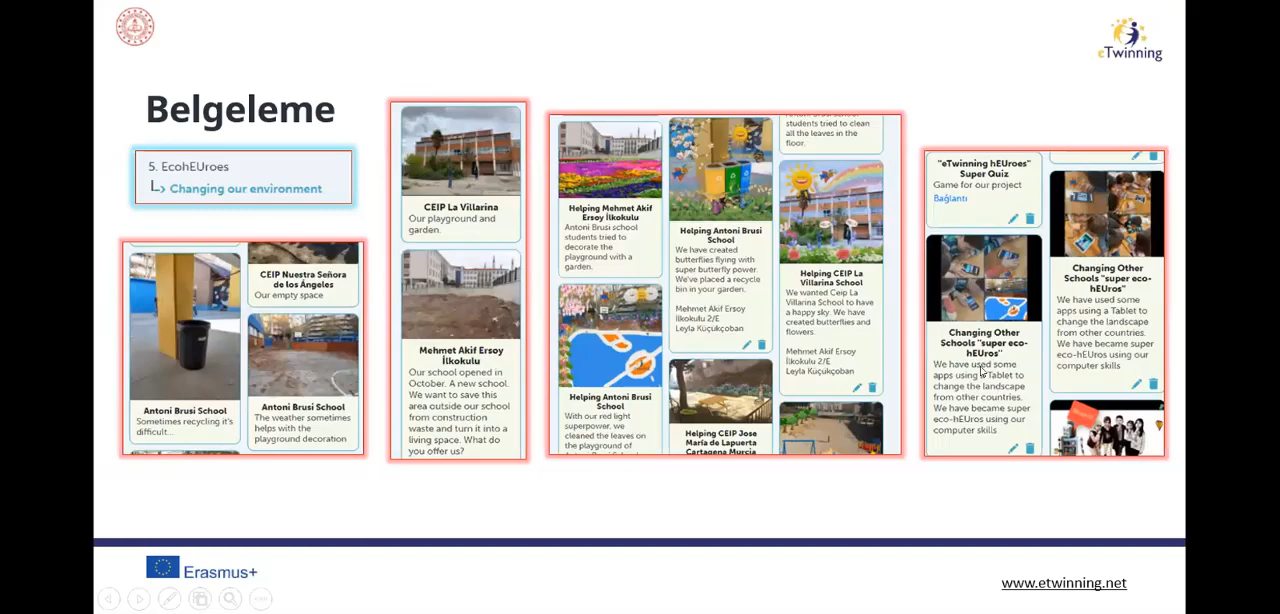 eTwinning
Belgeleme
5. EcohEUroes
Changing our environment
Antoni Brusi School
Sometimes recycling it's
difficult...
CEIP Nuestra Señora
de los Ángeles
Our empty space
Antoni Brusi School
The weather sometimes
helps with the
playground decoration
CEIP La Villarina
Our playground and
garden.
Mehmet Akif Ersoy
İlkokulu
Our school opened in
October. A new school.
We want to save this
area outside our school
from construction
waste and turn it into a
living space. What do
you offer us?
Helping Mehmet Akif
Ersoy İlkokulu
Antoni Brusi school
students tried to
decorate the
playground with a
garden.
Helping Antoni Brusi
School
With our red light
superpower, we
cleaned the leaves on
the playground of
Helping Antoni Brusi
School
We have created
butterflies flying with
super butterfly power.
We've placed a recycle
bin in your garden.
Mehmet Akif Ersoy
İlkokulu 2/E
Leyla Küçükçoban
Helping CEIP Jose
María de Lapuerta
Cartagena Murcia
students tried to clean
all the leaves in the
floor.
Helping CEIP La
Villarina School
We wanted Ceip La
Villarina School to have
a happy sky. We have
created butterflies and
flowers.
Mehmet Akif Ersoy
İlkokulu 2/E
Leyla Küçükçoban
"eTwinning hEUroes"
Super Quiz
Game for our project
Bağlantı
Changing Other
Schools "super eco-
hEUros"
We have used some
apps using a Tablet to
change the landscape
from other countries.
We have became super
eco-hEUros using our
computer skills
Changing Other
Schools "super eco-
hEUros"
We have used some
apps using a Tablet to
change the landscape
from other countries.
We have became super
eco-hEUros using our
computer skills
Erasmus+
www.etwinning.net